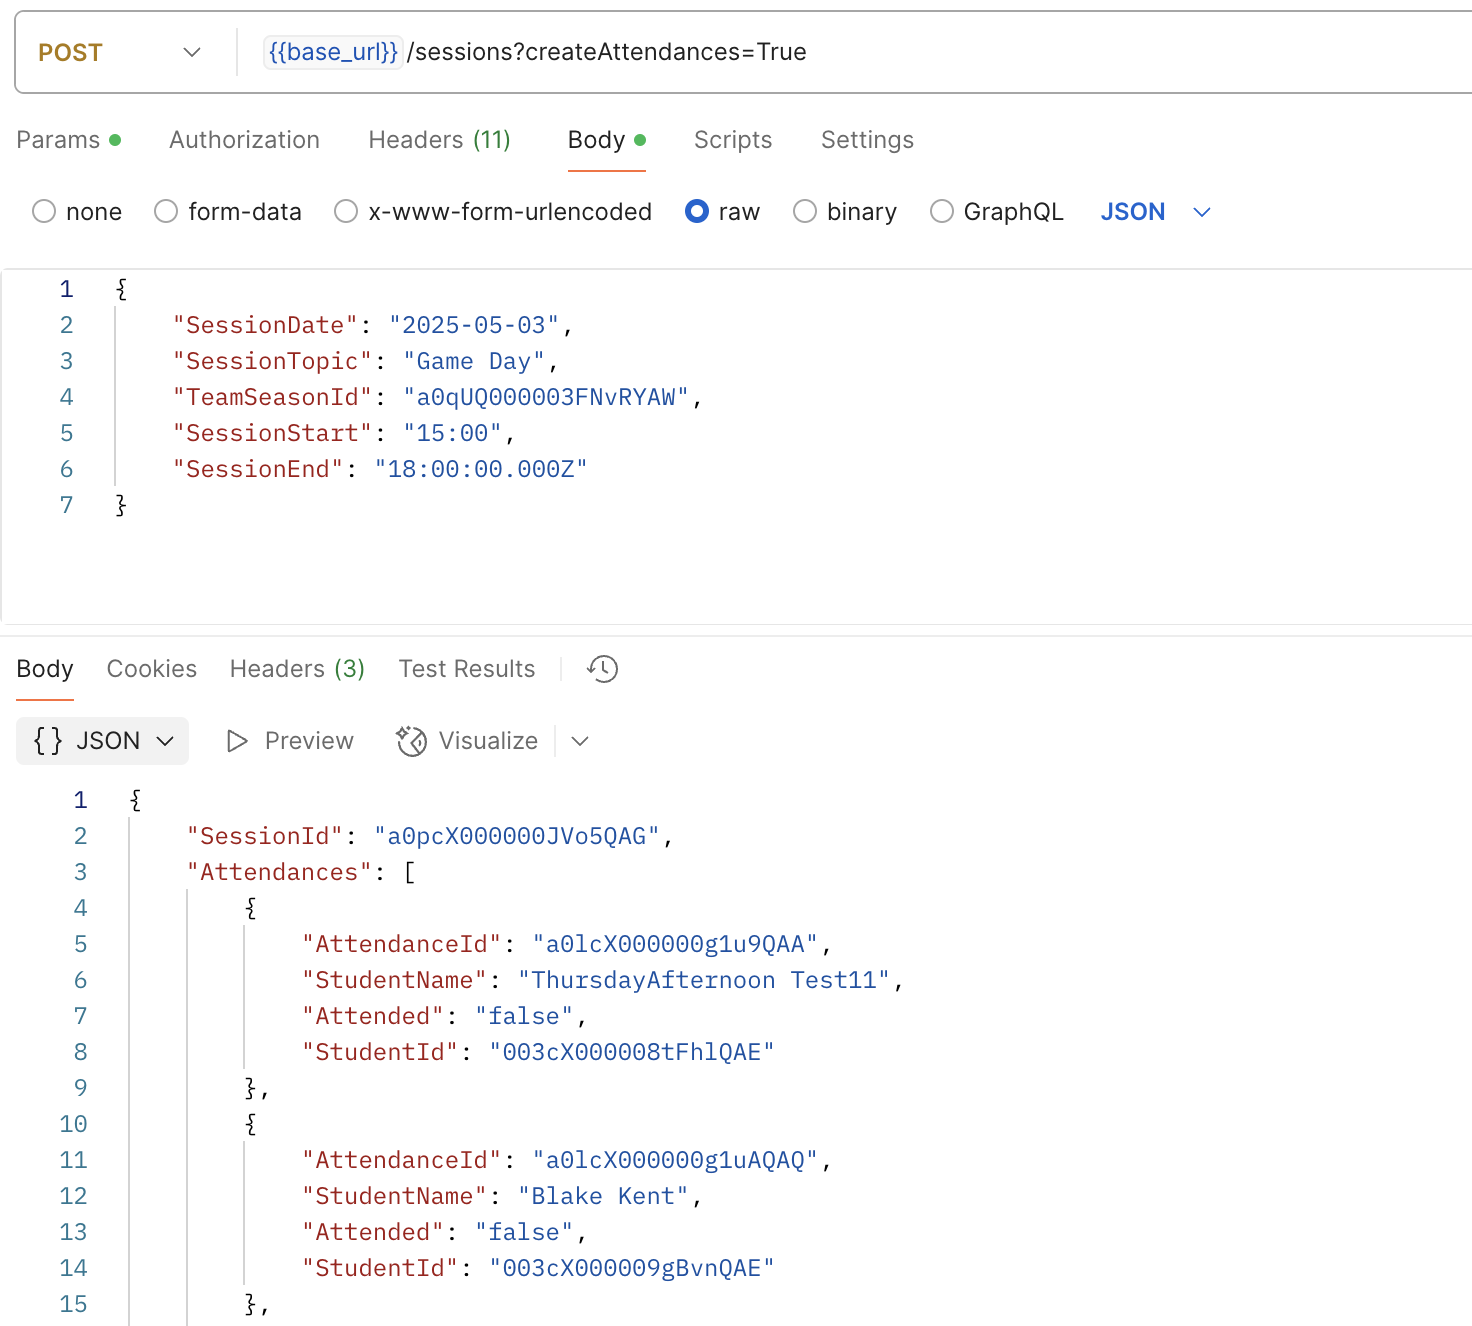 POST {{base_url}}/sessions?createAttendances=True
Params Authorization Headers (11) Body Scripts Settings
none form-data x-www-form-urlencoded raw binary GraphQL JSON
1 {
2 "SessionDate": "2025-05-03",
3 "SessionTopic": "Game Day",
4 "TeamSeasonId": "a0qUQ000003FNvRYAW",
5 "SessionStart": "15:00",
6 "SessionEnd": "18:00:00.000Z"
7 }
Body Cookies Headers (3) Test Results
{} JSON Preview Visualize
1 {
2 "SessionId": "a0pcX000000JVo5QAG",
3 "Attendances": [
4 {
5 "AttendanceId": "a0lcX000000g1u9QAA",
6 "StudentName": "ThursdayAfternoon Test11",
7 "Attended": "false",
8 "StudentId": "003cX000008tFhlQAE"
9 },
10 {
11 "AttendanceId": "a0lcX000000g1uAQAQ",
12 "StudentName": "Blake Kent",
13 "Attended": "false",
14 "StudentId": "003cX000009gBvnQAE"
15 },